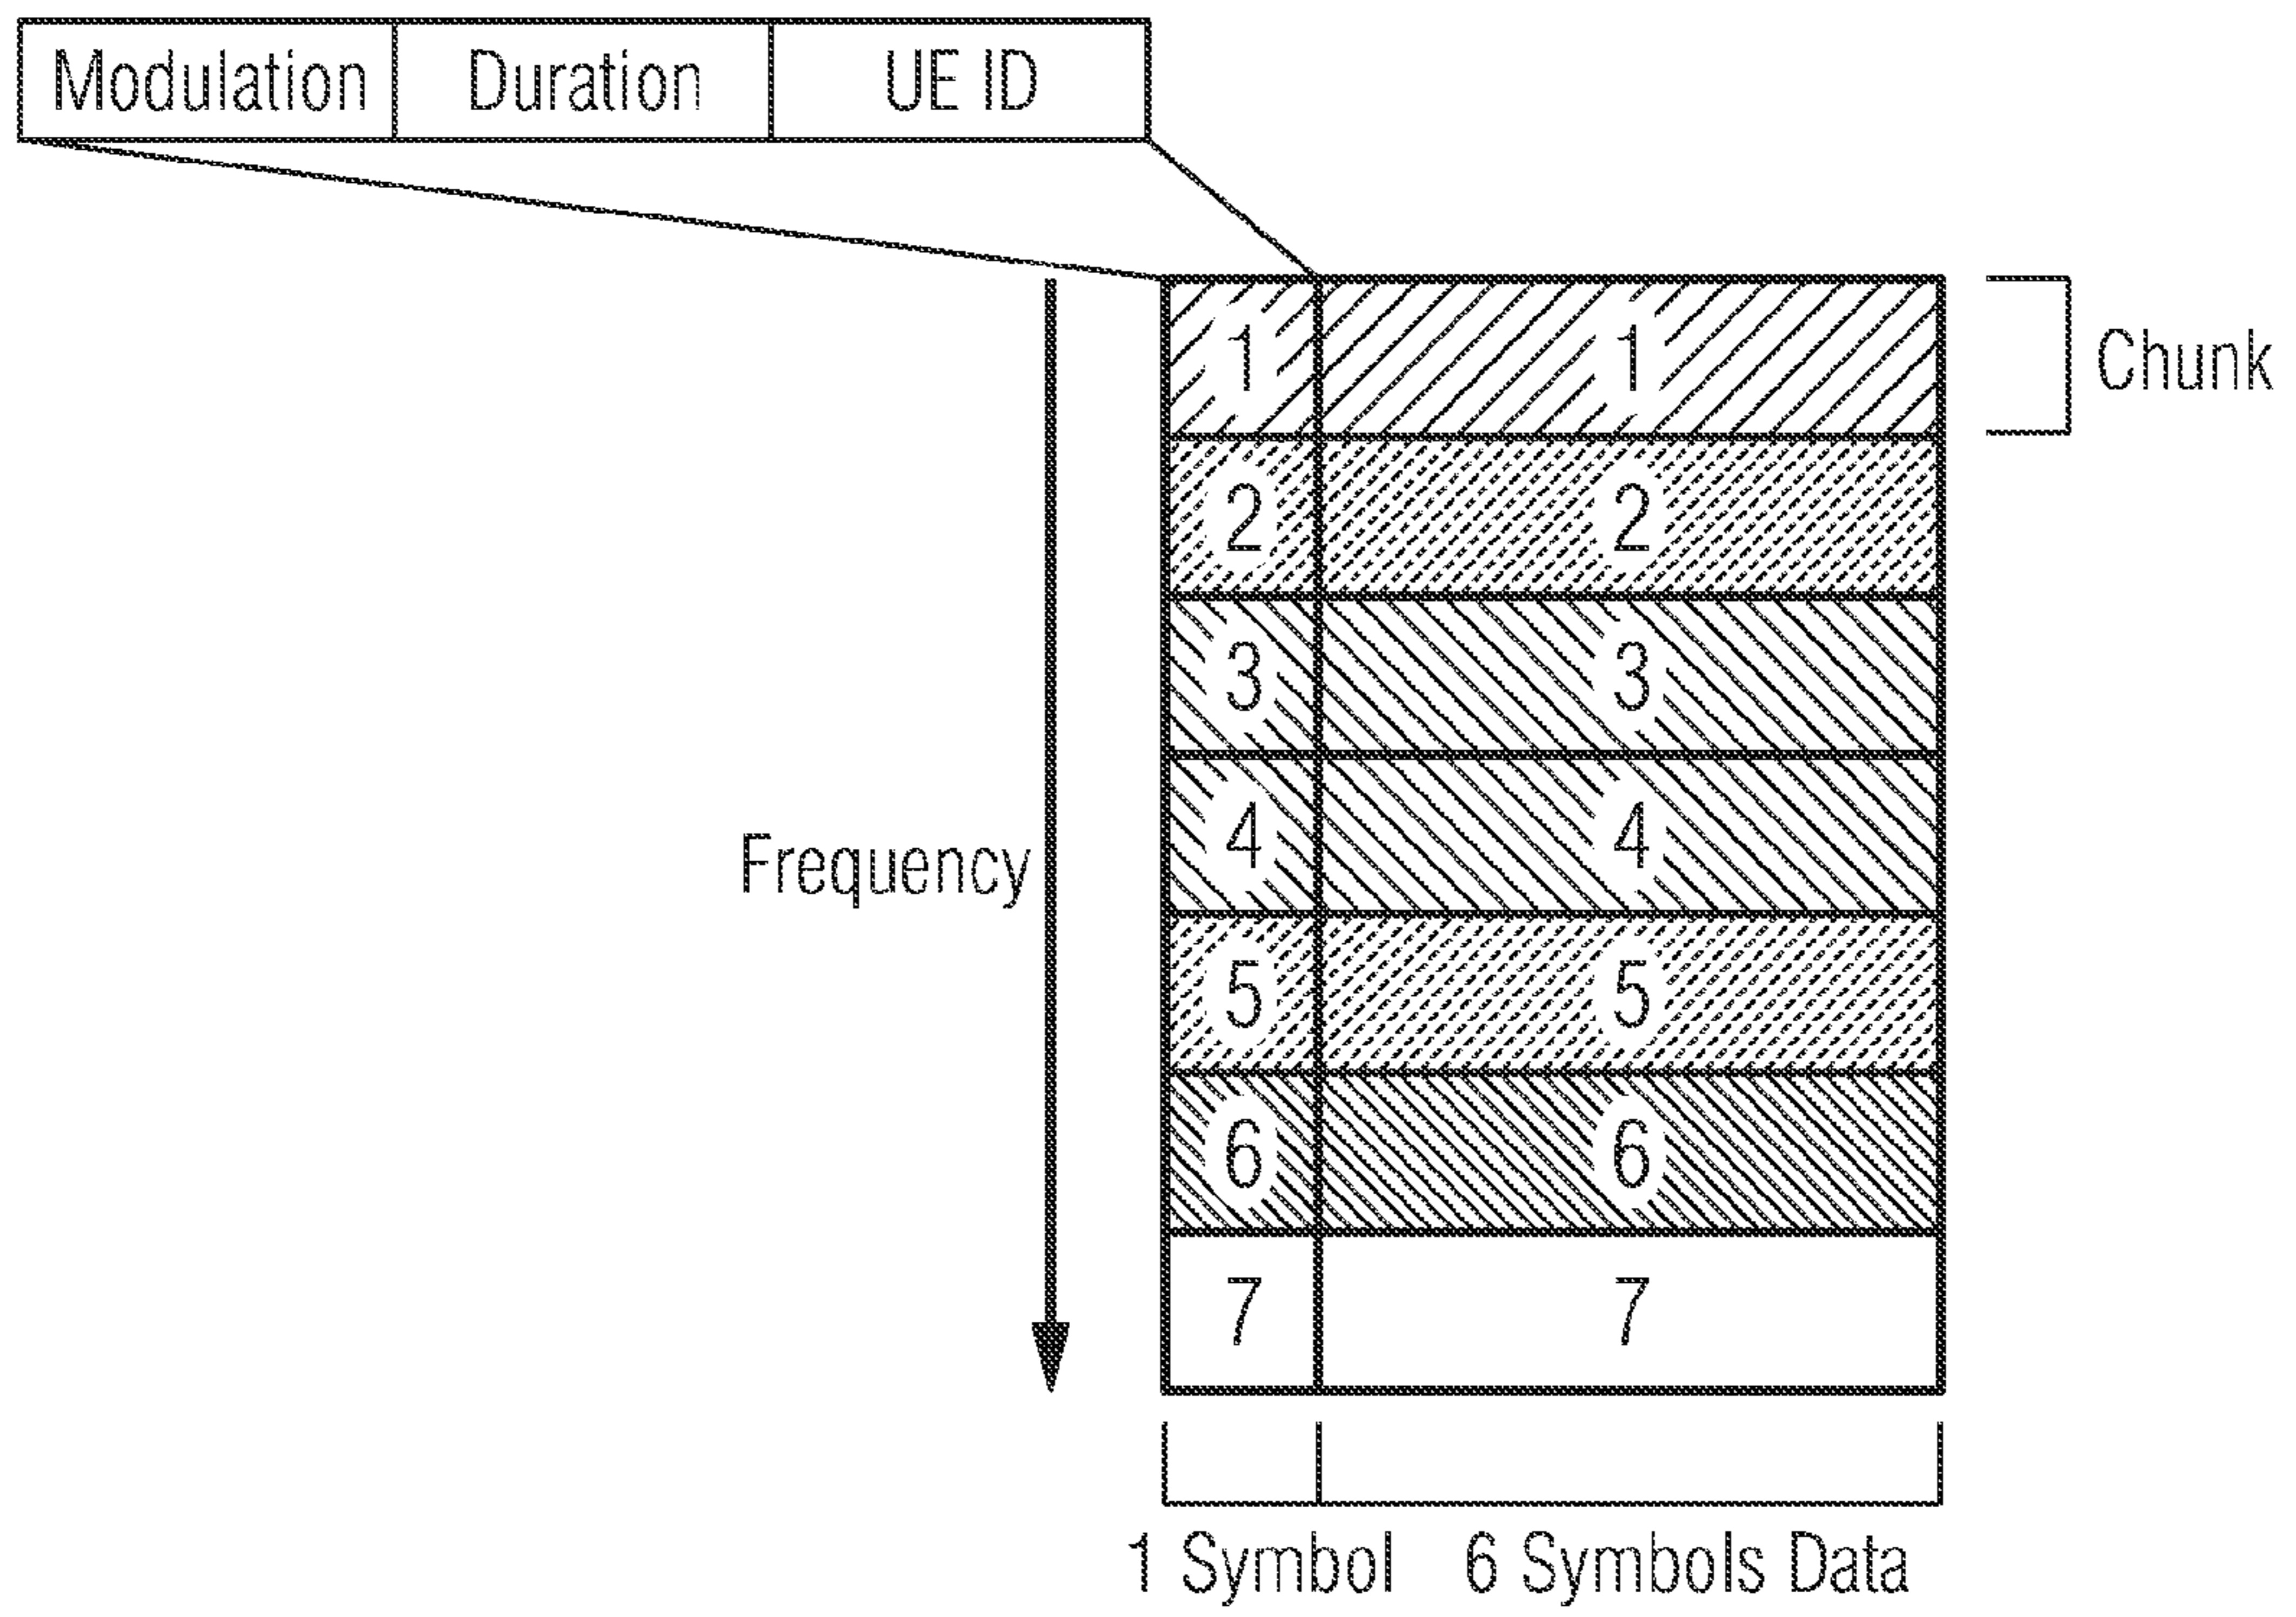 Modulation Duration UE ID
1 1
Chunk
2 2
3 3
4 4
Frequency
5 5
6 6
7 7
1 Symbol 6 Symbols Data